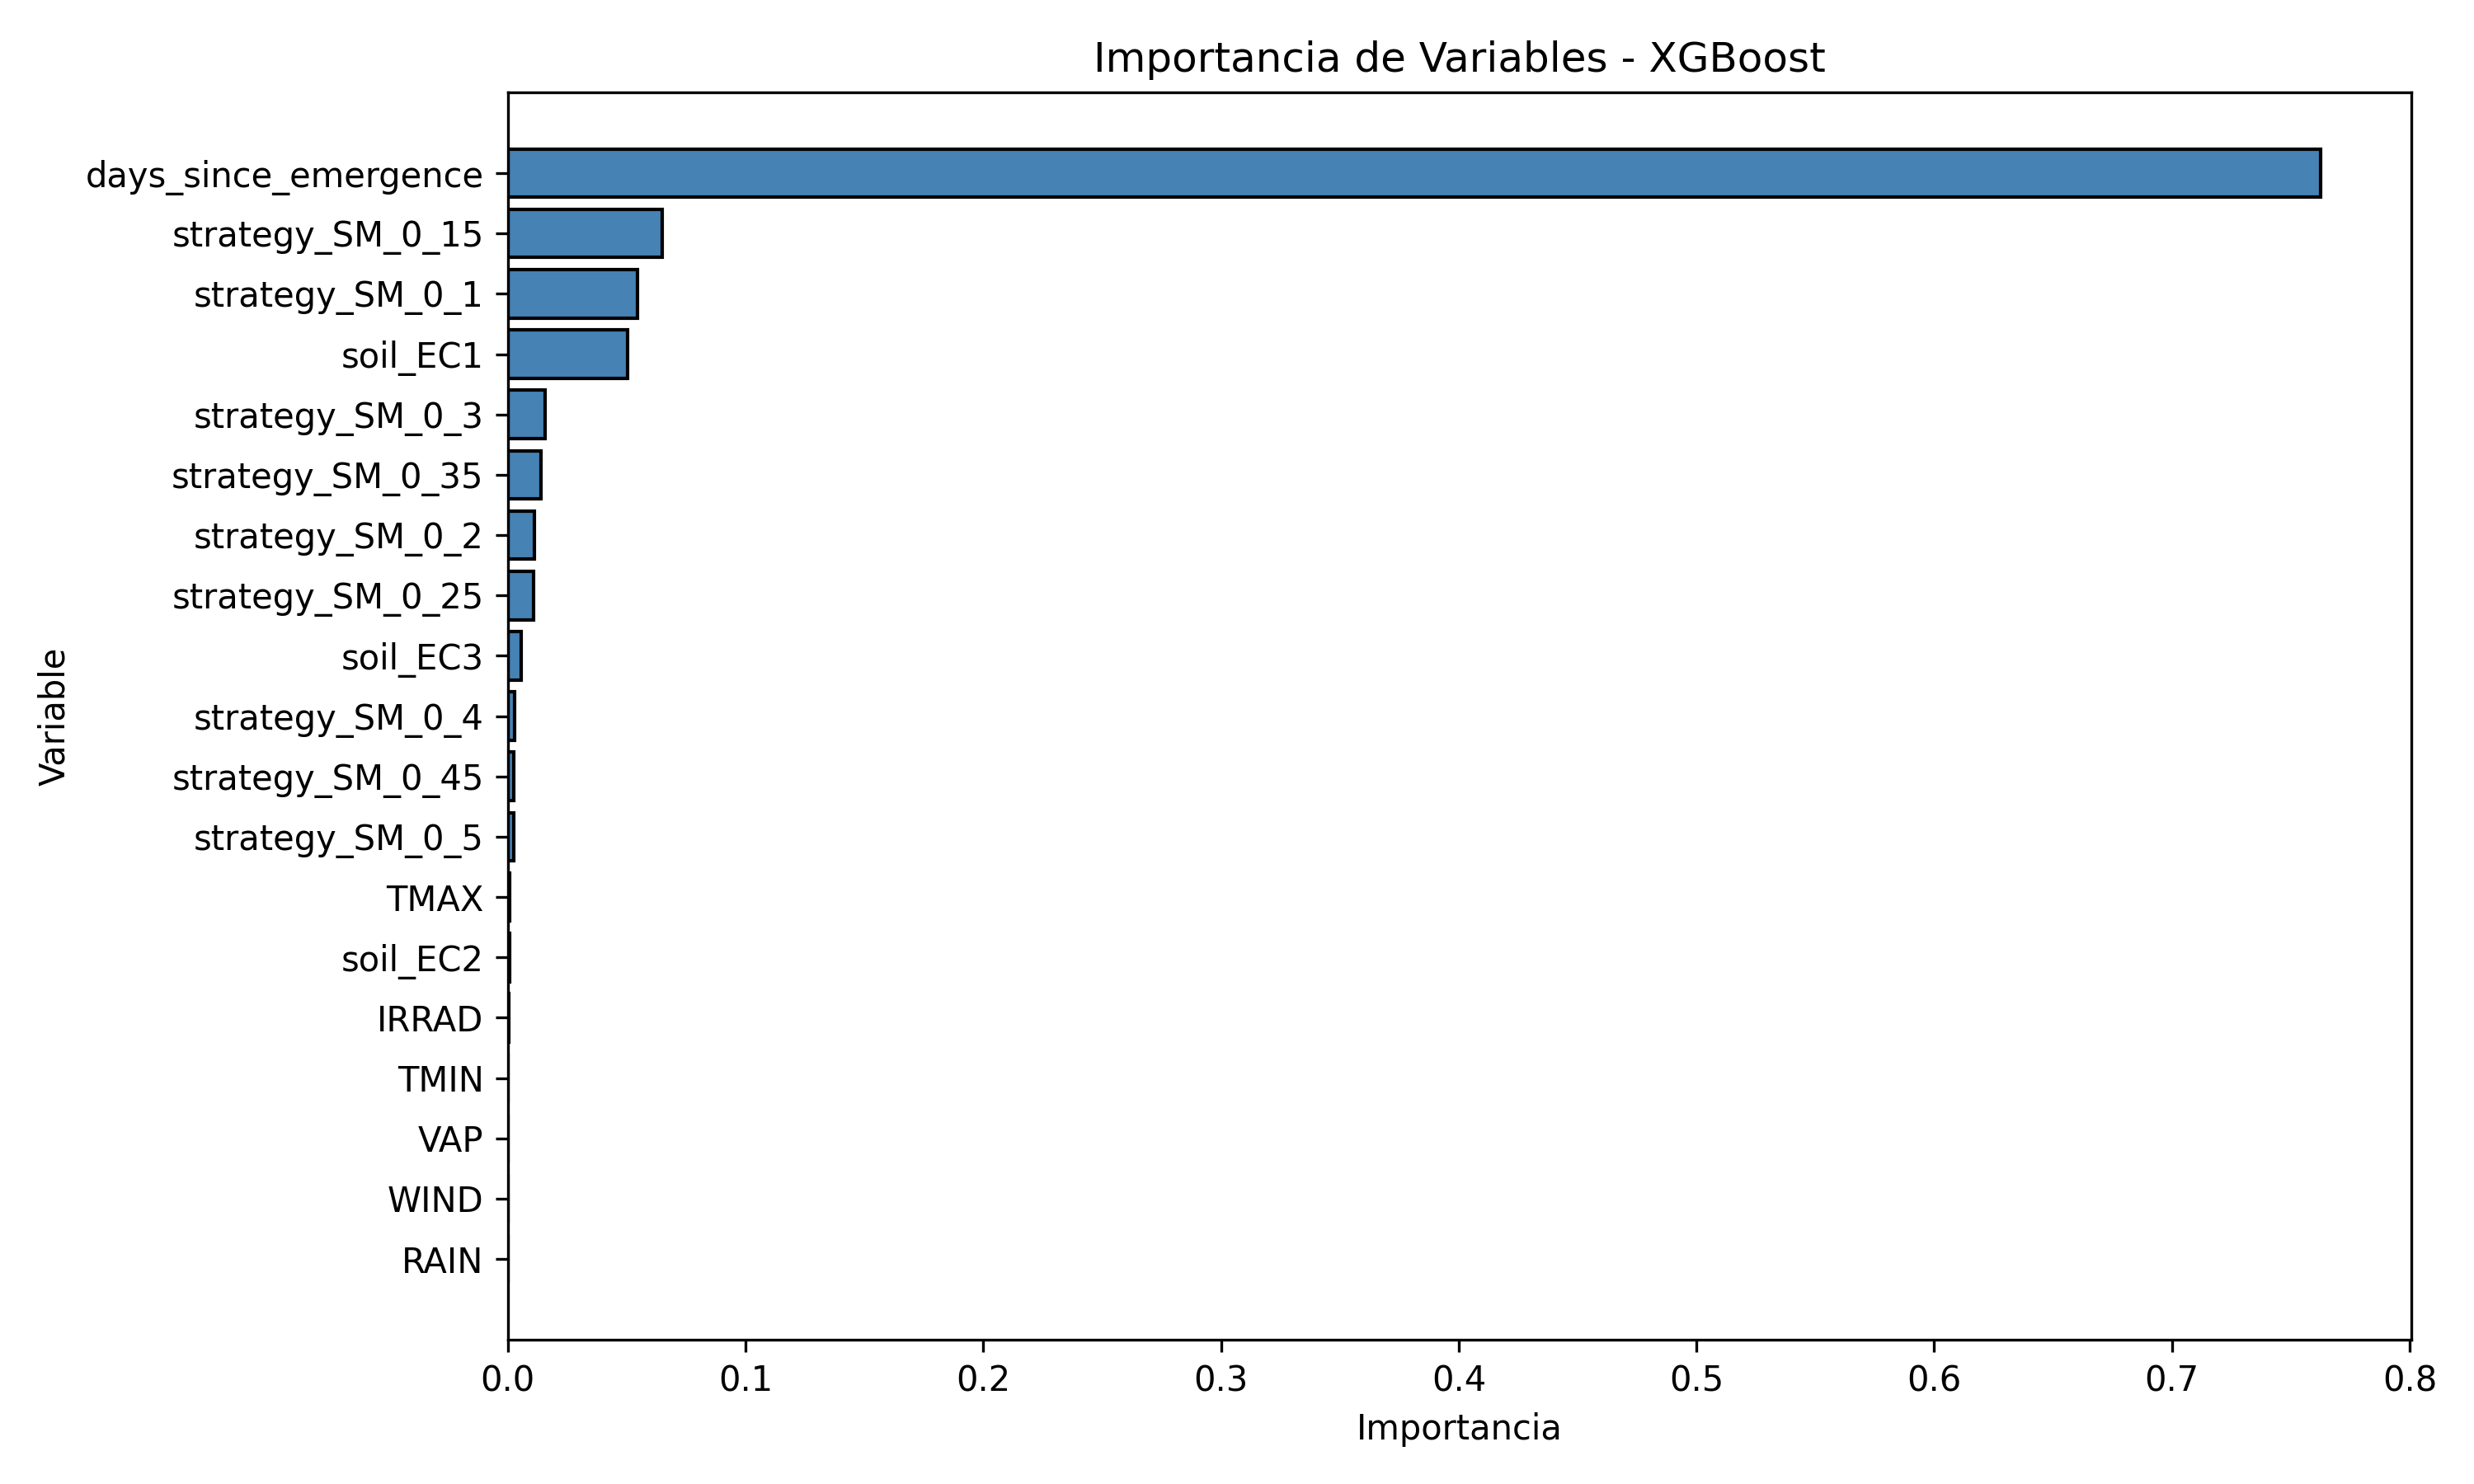 Importancia de Variables - XGBoost
Variable
days_since_emergence
strategy_SM_0_15
strategy_SM_0_1
soil_EC1
strategy_SM_0_3
strategy_SM_0_35
strategy_SM_0_2
strategy_SM_0_25
soil_EC3
strategy_SM_0_4
strategy_SM_0_45
strategy_SM_0_5
TMAX
soil_EC2
IRRAD
TMIN
VAP
WIND
RAIN
0.0 0.1 0.2 0.3 0.4 0.5 0.6 0.7 0.8
Importancia